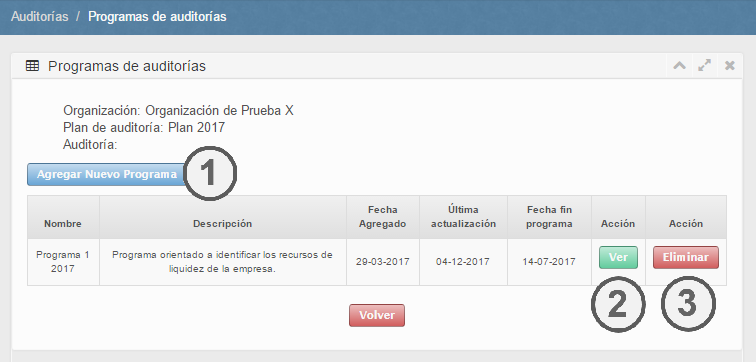 Auditorías / Programas de auditorías
Programas de auditorías
Organización: Organización de Prueba X
Plan de auditoría: Plan 2017
Auditoría:
Agregar Nuevo Programa
1
Nombre
Descripción
Fecha
Agregado
Última
actualización
Fecha fin
programa
Acción
Acción
Programa 1
2017
Programa orientado a identificar los recursos de
liquidez de la empresa.
29-03-2017
04-12-2017
14-07-2017
Ver
Eliminar
2
3
Volver